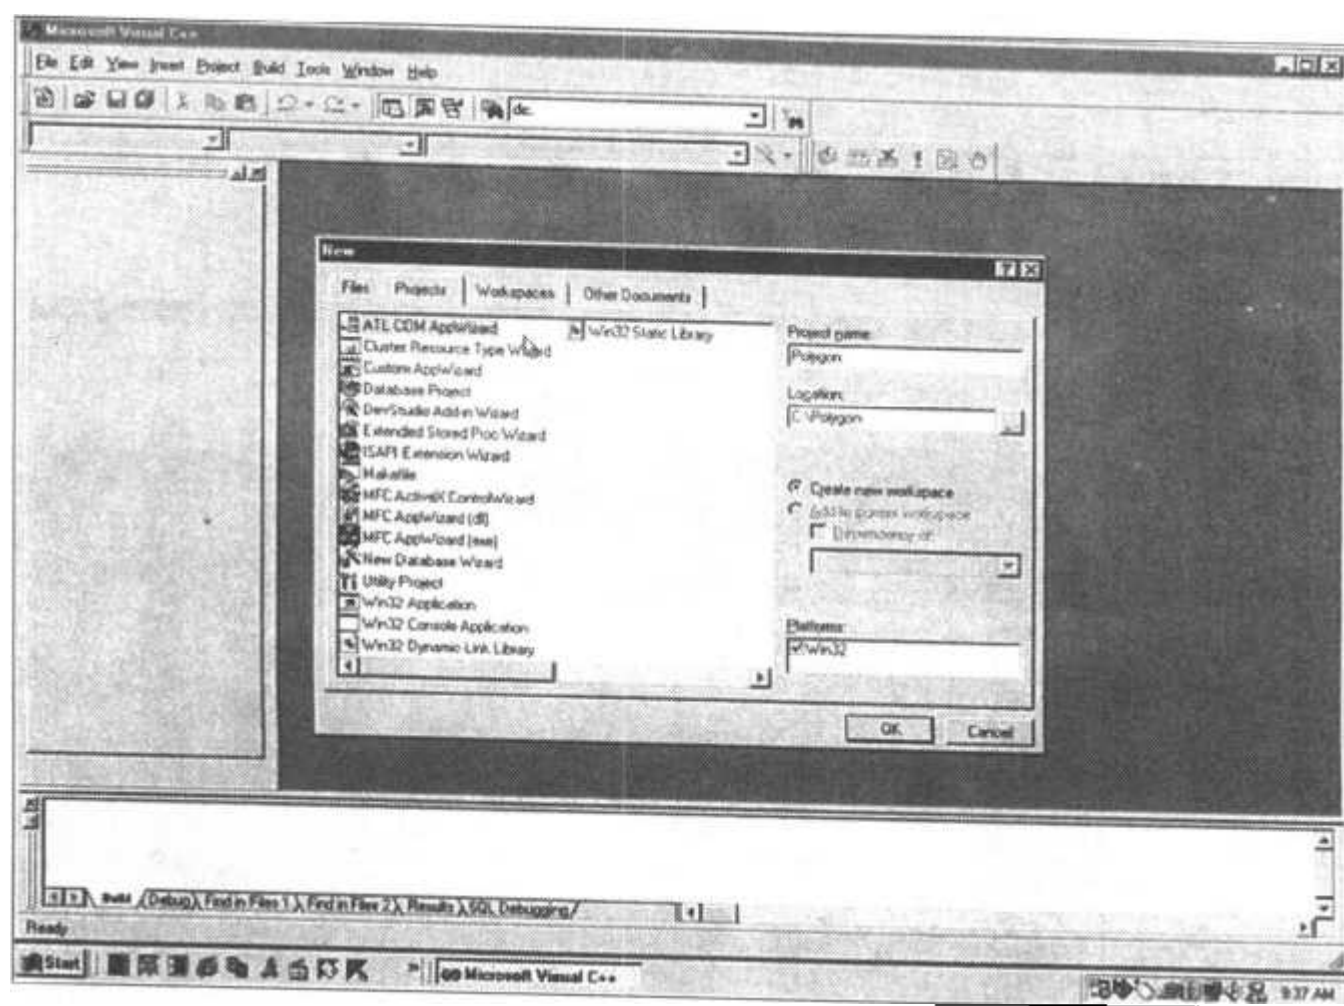 Microsoft Visual C++
File Edit View Insert Project Build Tools Window Help
de.
New
Files Projects Workspaces Other Documents
ATL COM AppWizard
Cluster Resource Type Wizard
Custom AppWizard
Database Project
DevStudio Add-in Wizard
Extended Stored Proc Wizard
ISAPI Extension Wizard
Makefile
MFC ActiveX ControlWizard
MFC AppWizard (dll)
MFC AppWizard (exe)
New Database Wizard
Utility Project
Win32 Application
Win32 Console Application
Win32 Dynamic-Link Library
Win32 Static Library
Project name:
Polygon
Location:
C:\Polygon
...
Create new workspace
Add to current workspace
Dependency of:
Platforms:
Win32
OK
Cancel
Build Debug Find in Files 1 Find in Files 2 Results SQL Debugging
Ready
Start
Microsoft Visual C++
9:37 AM